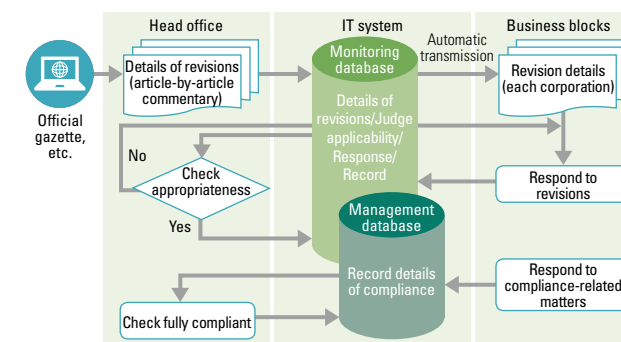 Head office
IT system
Business blocks
Official
gazette,
etc.
Details of revisions
(article-by-article
commentary)
Monitoring
database
Automatic
transmission
Revision details
(each corporation)
Details of
revisions/Judge
applicability/
Response/
Record
No
Check
appropriateness
Yes
Respond to
revisions
Management
database
Record details
of compliance
Respond to
compliance-related
matters
Check fully compliant